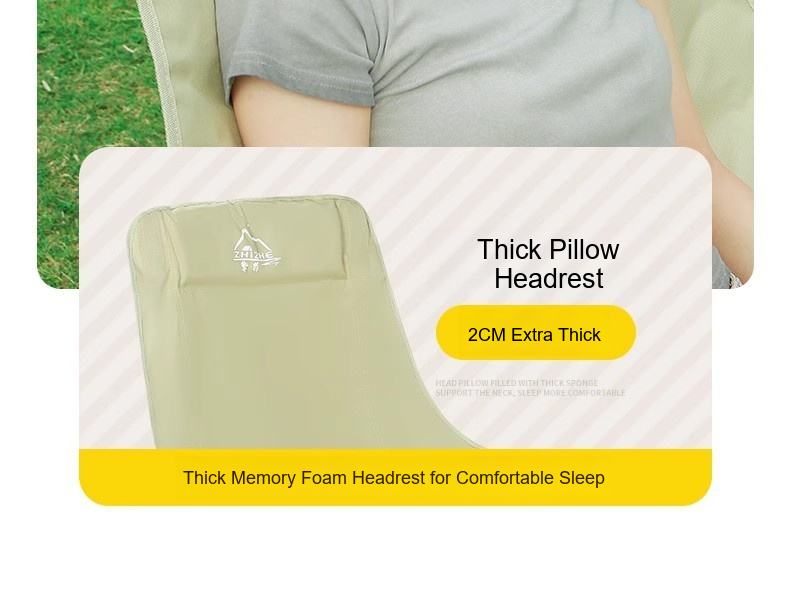 ZHIZHE
Thick Pillow
Headrest
2CM Extra Thick
HEAD PILLOW FILLED WITH THICK SPONGE
SUPPORT THE NECK, SLEEP MORE COMFORTABLE
Thick Memory Foam Headrest for Comfortable Sleep